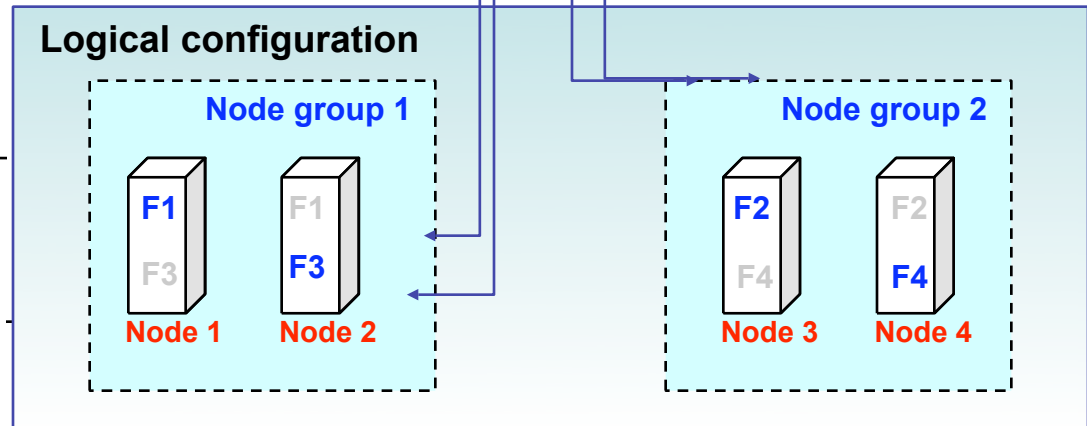 Logical configuration
Node group 1
Node group 2
F1
F1
F2
F2
F3
F3
F4
F4
Node 1
Node 2
Node 3
Node 4